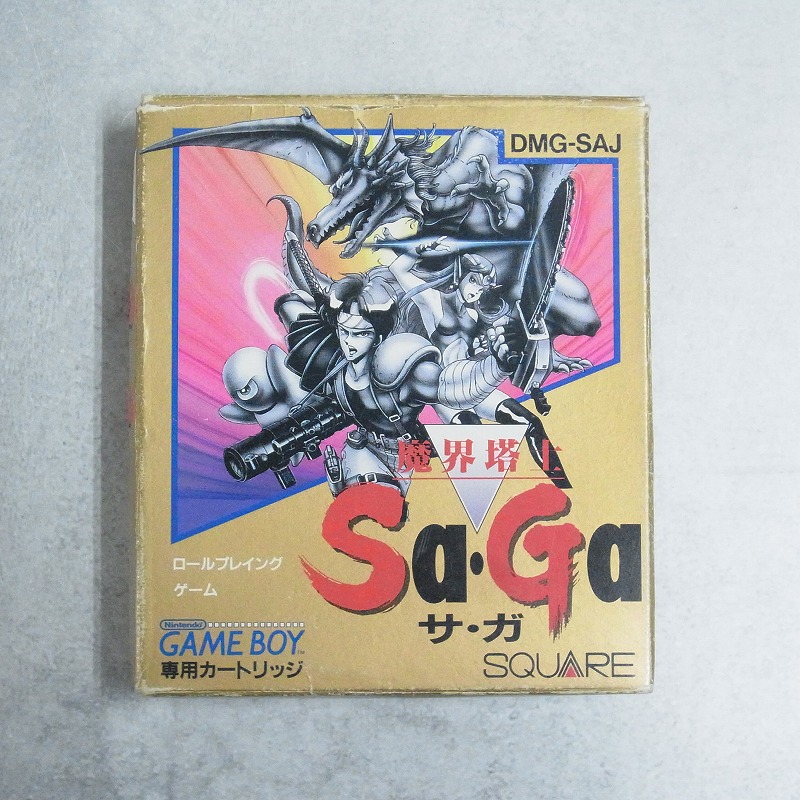 DMG-SAJ
魔界塔士
Sa・Ga
サ・ガ
ロールプレイング
ゲーム
Nintendo
GAME BOY™
専用カートリッジ
SQUARE